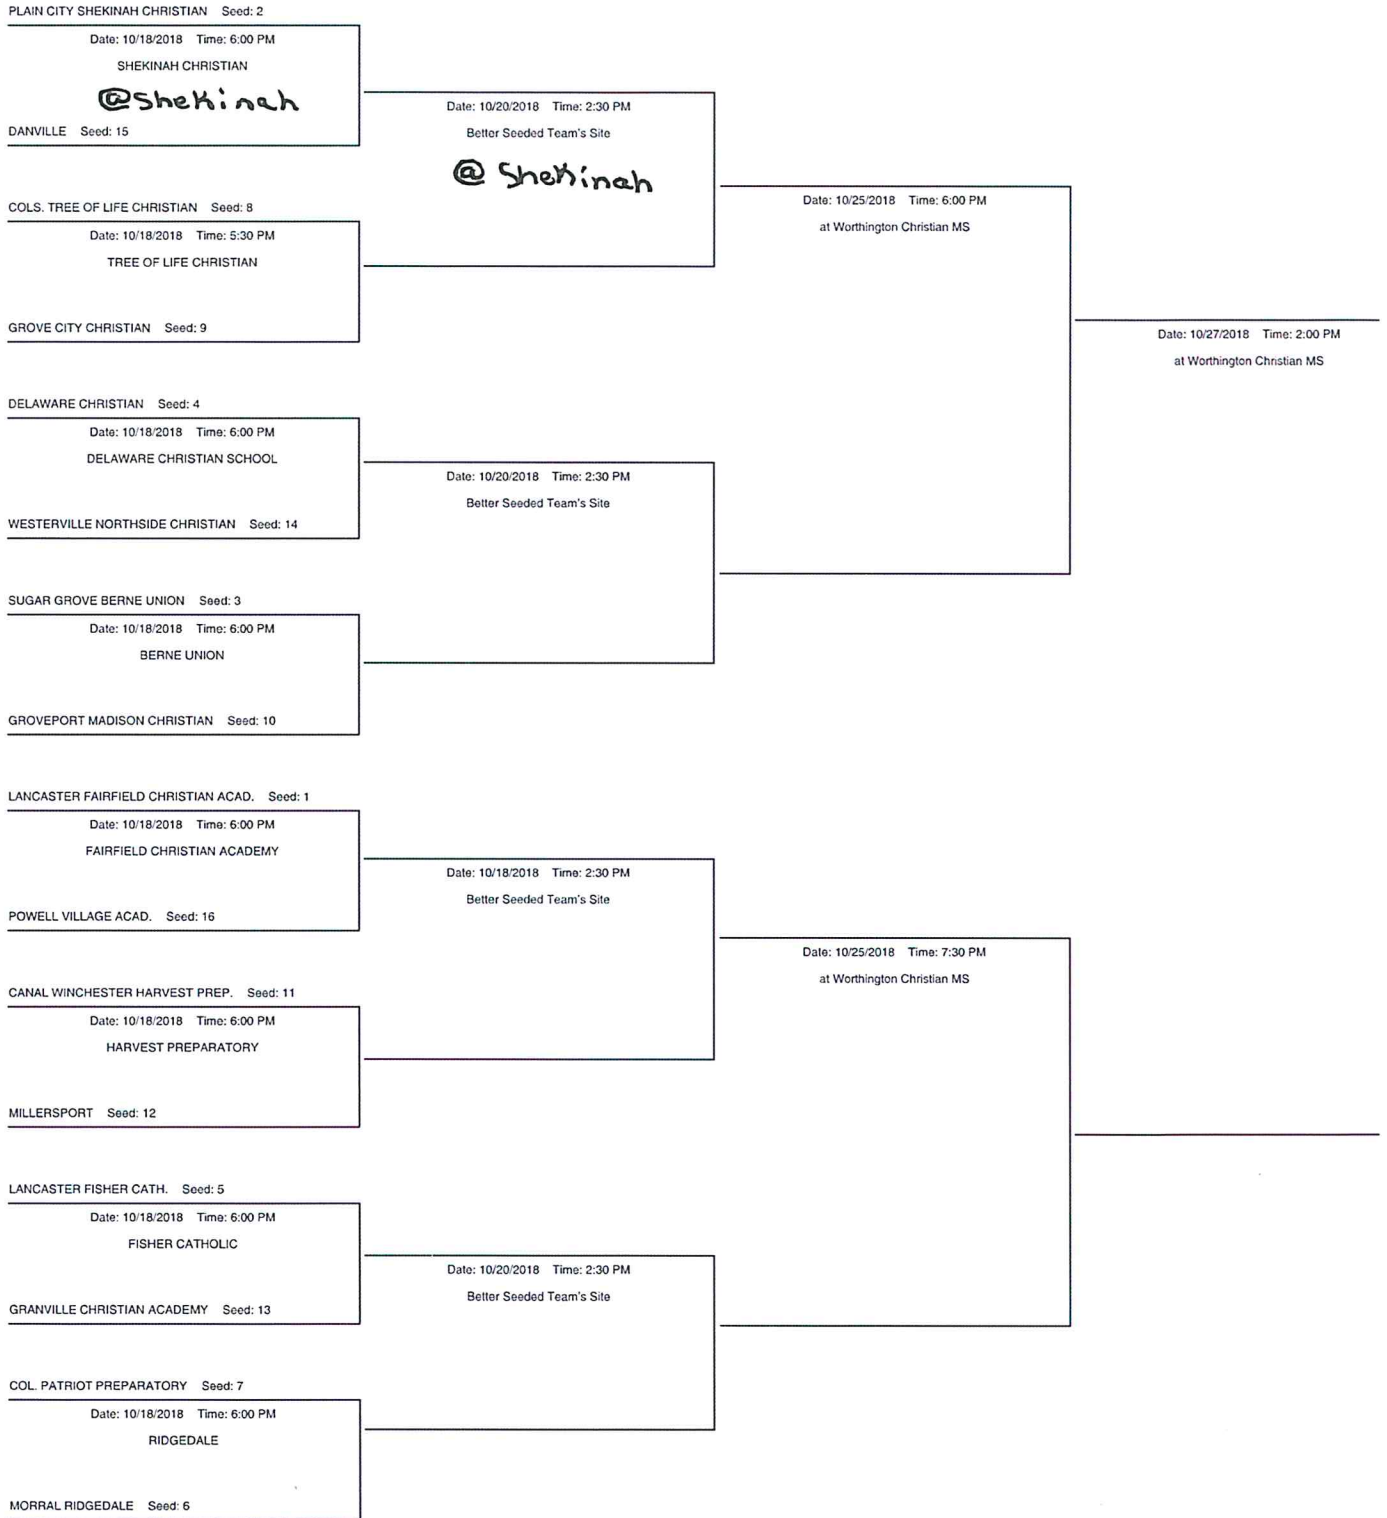 PLAIN CITY SHEKINAH CHRISTIAN Seed: 2
Date: 10/18/2018 Time: 6:00 PM
SHEKINAH CHRISTIAN
@Shekinah
DANVILLE Seed: 15
COLS. TREE OF LIFE CHRISTIAN Seed: 8
Date: 10/18/2018 Time: 5:30 PM
TREE OF LIFE CHRISTIAN
GROVE CITY CHRISTIAN Seed: 9
DELAWARE CHRISTIAN Seed: 4
Date: 10/18/2018 Time: 6:00 PM
DELAWARE CHRISTIAN SCHOOL
WESTERVILLE NORTHSIDE CHRISTIAN Seed: 14
SUGAR GROVE BERNE UNION Seed: 3
Date: 10/18/2018 Time: 6:00 PM
BERNE UNION
GROVEPORT MADISON CHRISTIAN Seed: 10
LANCASTER FAIRFIELD CHRISTIAN ACAD. Seed: 1
Date: 10/18/2018 Time: 6:00 PM
FAIRFIELD CHRISTIAN ACADEMY
POWELL VILLAGE ACAD. Seed: 16
CANAL WINCHESTER HARVEST PREP. Seed: 11
Date: 10/18/2018 Time: 6:00 PM
HARVEST PREPARATORY
MILLERSPORT Seed: 12
LANCASTER FISHER CATH. Seed: 5
Date: 10/18/2018 Time: 6:00 PM
FISHER CATHOLIC
GRANVILLE CHRISTIAN ACADEMY Seed: 13
COL. PATRIOT PREPARATORY Seed: 7
Date: 10/18/2018 Time: 6:00 PM
RIDGEDALE
MORRAL RIDGEDALE Seed: 6
Date: 10/20/2018 Time: 2:30 PM
Better Seeded Team's Site
@ Shekinah
Date: 10/20/2018 Time: 2:30 PM
Better Seeded Team's Site
Date: 10/18/2018 Time: 2:30 PM
Better Seeded Team's Site
Date: 10/20/2018 Time: 2:30 PM
Better Seeded Team's Site
Date: 10/25/2018 Time: 6:00 PM
at Worthington Christian MS
Date: 10/25/2018 Time: 7:30 PM
at Worthington Christian MS
Date: 10/27/2018 Time: 2:00 PM
at Worthington Christian MS